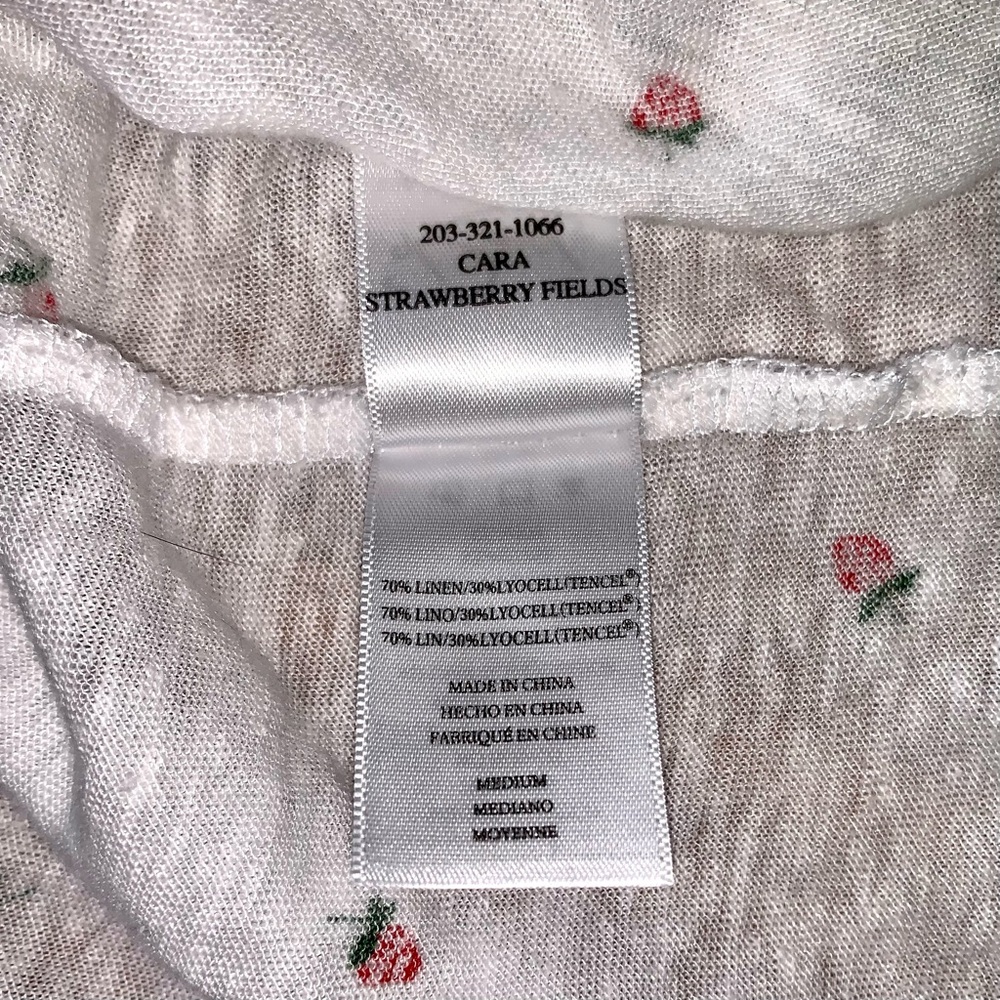 203-321-1066
CARA
STRAWBERRY FIELDS
70% LINEN/30%LYOCELL(TENCEL®)
70% LINO/30%LYOCELL(TENCEL®)
70% LIN/30%LYOCELL(TENCEL®)
MADE IN CHINA
HECHO EN CHINA
FABRIQUÉ EN CHINE
MEDIUM
MEDIANO
MOYENNE